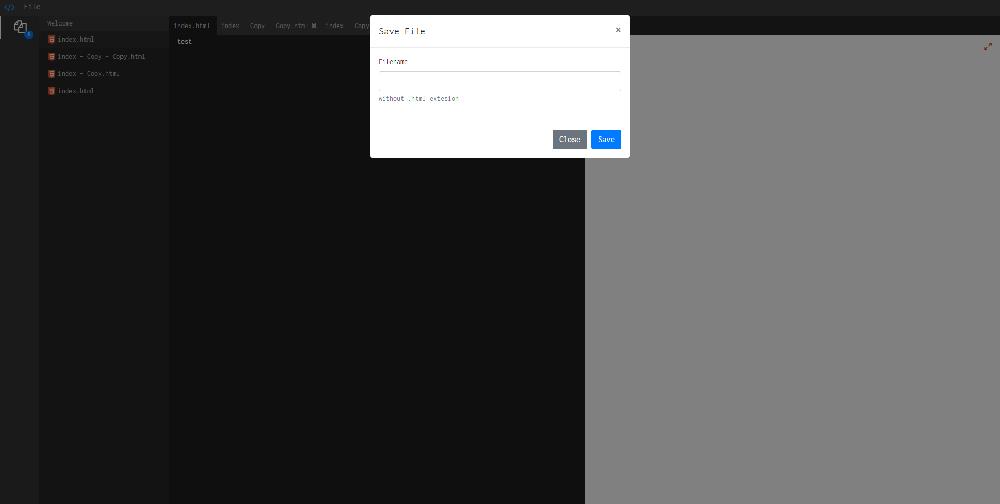 File
1
Welcome
index.html
index - Copy - Copy.html
index - Copy.html
index.html
index.html
index - Copy - Copy.html
index - Copy
test
Save File
Filename
without .html extesion
Close
Save